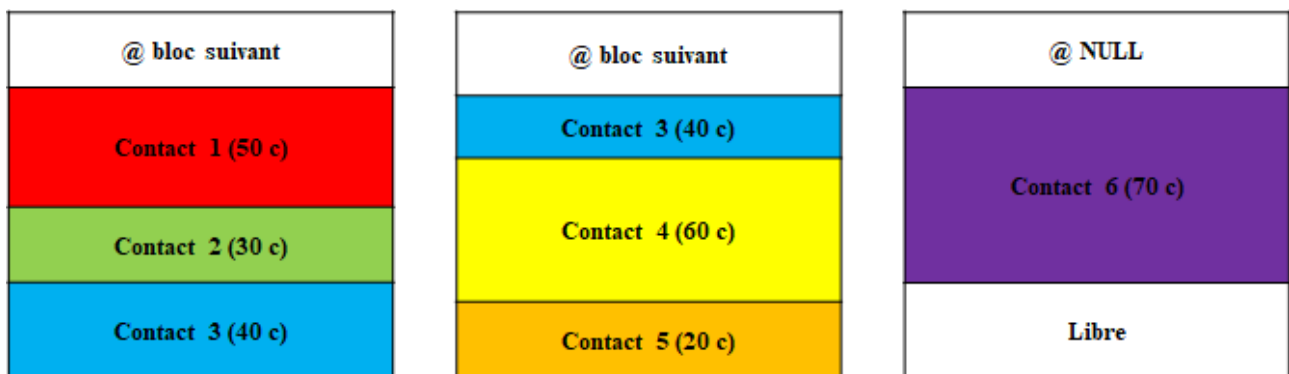 @ bloc suivant
Contact 1 (50 c)
Contact 2 (30 c)
Contact 3 (40 c)
@ bloc suivant
Contact 3 (40 c)
Contact 4 (60 c)
Contact 5 (20 c)
@ NULL
Contact 6 (70 c)
Libre